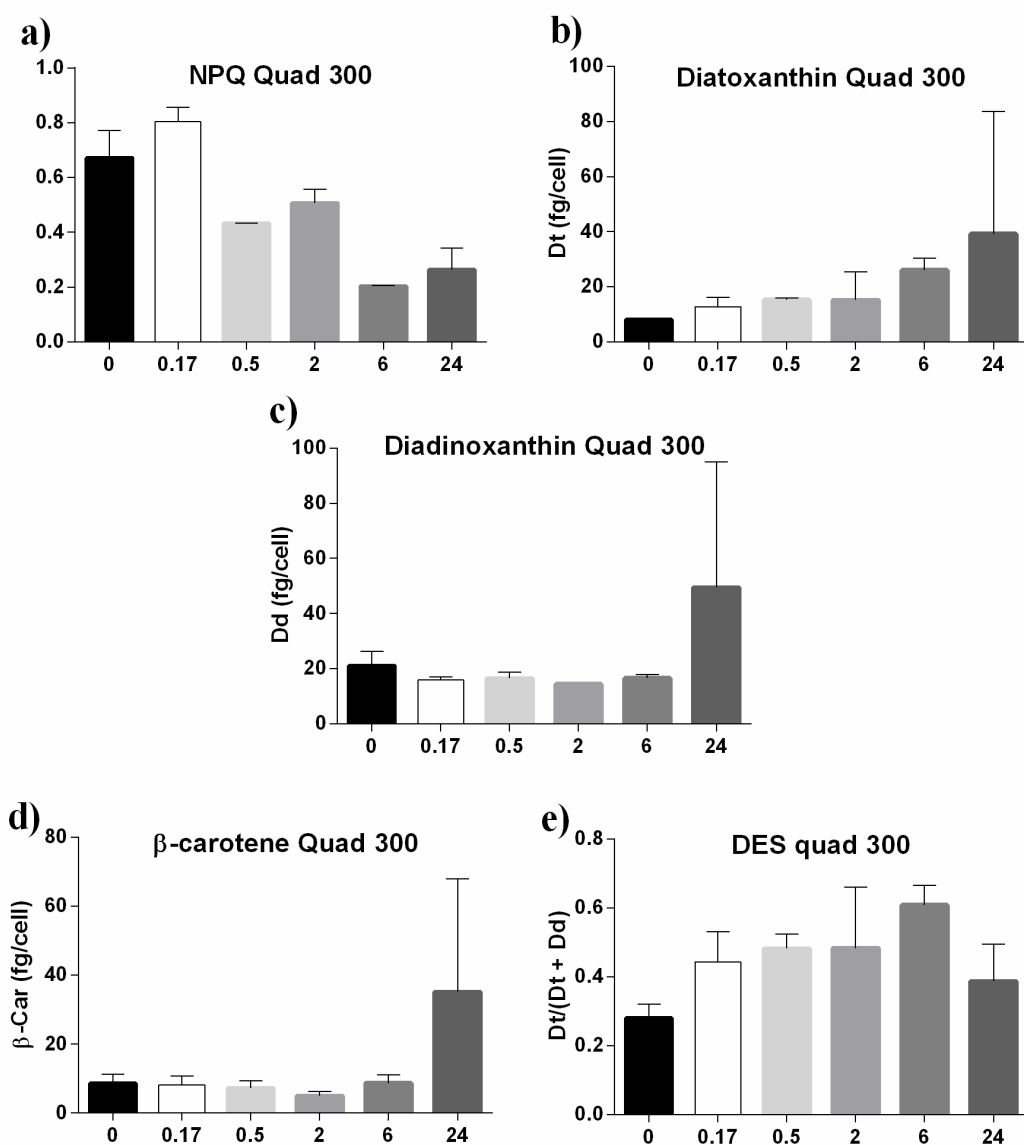 a)
NPQ Quad 300
1.0
0.8
0.6
0.4
0.2
0.0
0 0.17 0.5 2 6 24
b)
Diatoxanthin Quad 300
Dt (fg/cell)
100
80
60
40
20
0
0 0.17 0.5 2 6 24
c)
Diadinoxanthin Quad 300
Dd (fg/cell)
100
80
60
40
20
0
0 0.17 0.5 2 6 24
d)
β-carotene Quad 300
β-Car (fg/cell)
80
60
40
20
0
0 0.17 0.5 2 6 24
e)
DES quad 300
Dt/(Dt + Dd)
0.8
0.6
0.4
0.2
0.0
0 0.17 0.5 2 6 24